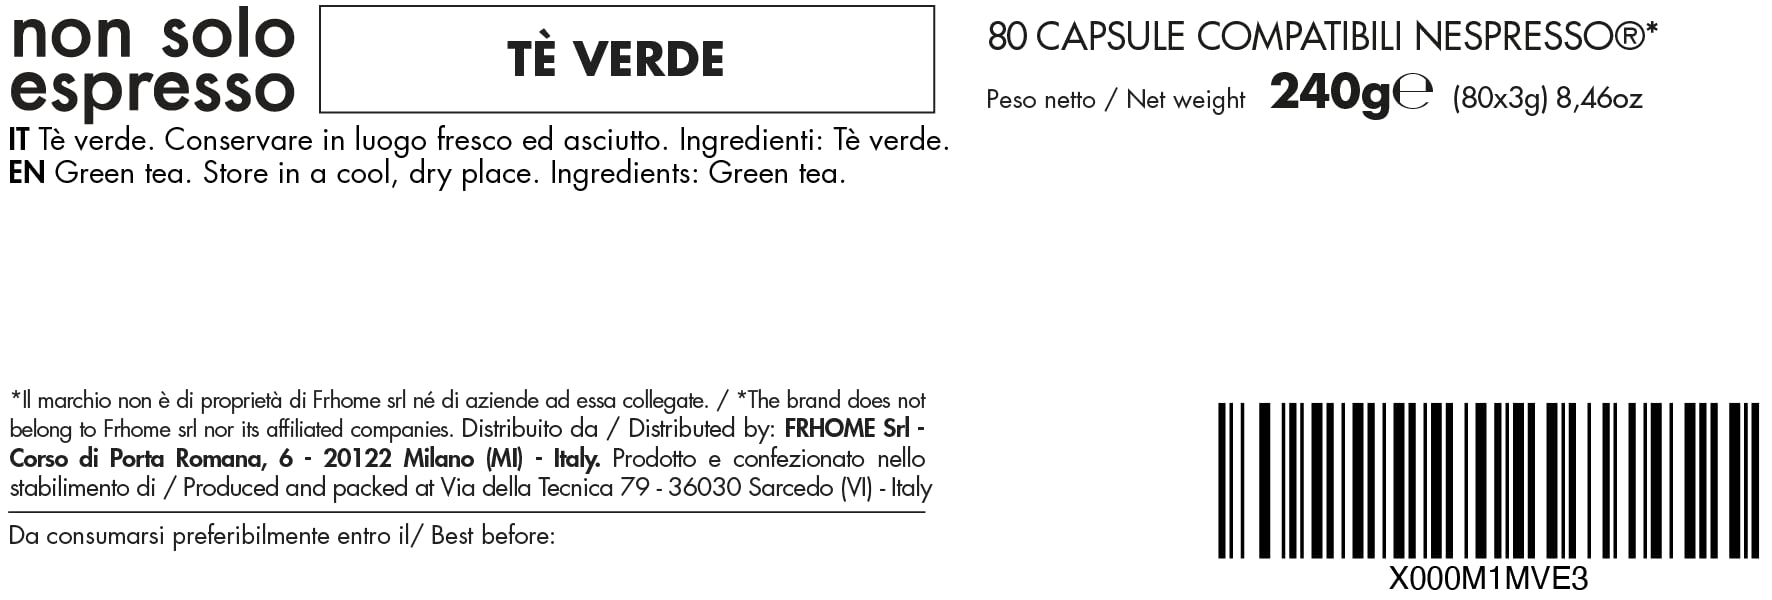 non solo
espresso
TÈ VERDE
80 CAPSULE COMPATIBILI NESPRESSO®*
Peso netto / Net weight 240g℮ (80x3g) 8,46oz
IT Tè verde. Conservare in luogo fresco ed asciutto. Ingredienti: Tè verde.
EN Green tea. Store in a cool, dry place. Ingredients: Green tea.
*Il marchio non è di proprietà di Frhome srl né di aziende ad essa collegate. / *The brand does not
belong to Frhome srl nor its affiliated companies. Distribuito da / Distributed by: FRHOME Srl -
Corso di Porta Romana, 6 - 20122 Milano (MI) - Italy. Prodotto e confezionato nello
stabilimento di / Produced and packed at Via della Tecnica 79 - 36030 Sarcedo (VI) - Italy
Da consumarsi preferibilmente entro il/ Best before:
X000M1MVE3